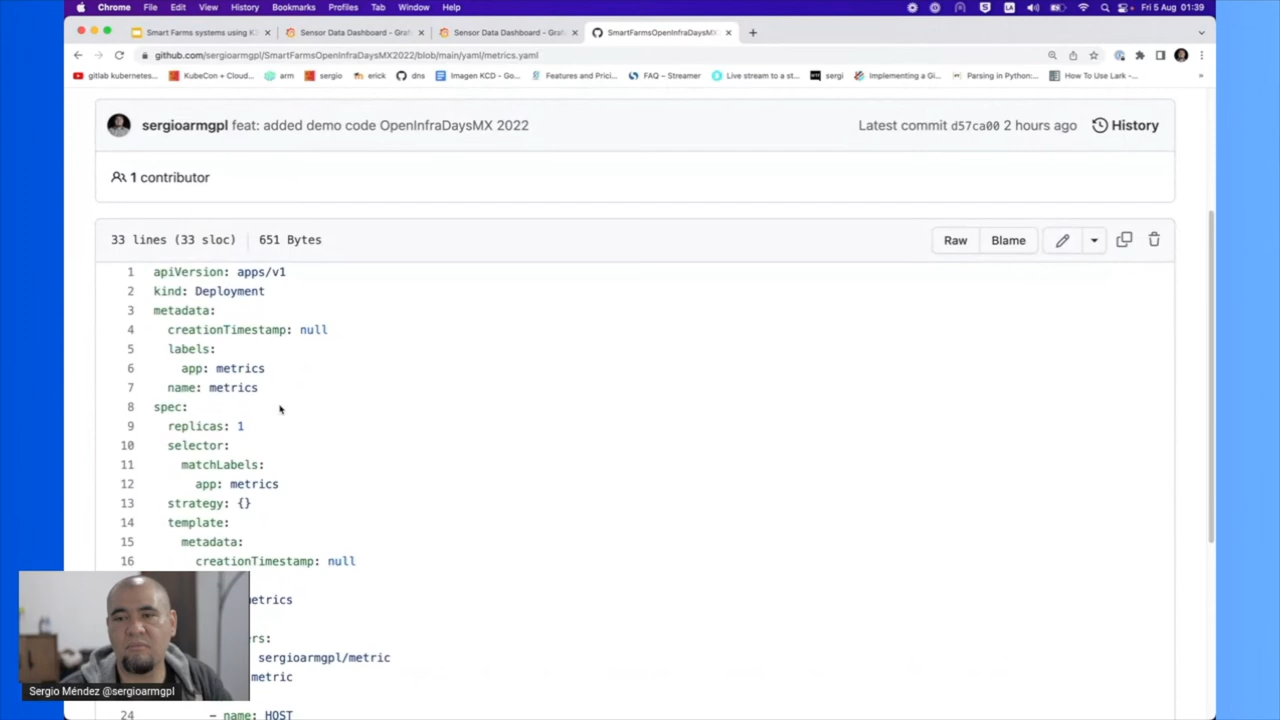 Chrome File Edit View History Bookmarks Profiles Tab Window Help Fri 5 Aug 01:39
Smart Farms systems using K3 Sensor Data Dashboard - Grafa Sensor Data Dashboard - Grafa SmartFarmsOpenInfraDaysMX2
github.com/sergioarmgpl/SmartFarmsOpenInfraDaysMX2022/blob/main/yaml/metrics.yaml
gitlab kubernetes... KubeCon + Cloud... arm sergio erick dns Imagen KCD - Go... Features and Prici... FAQ – Streamer Live stream to a st... sergi Implementing a Gi... Parsing in Python:... How To Use Lark -... »
sergioarmgpl feat: added demo code OpenInfraDaysMX 2022 Latest commit d57ca00 2 hours ago History
1 contributor
33 lines (33 sloc) 651 Bytes Raw Blame
1 apiVersion: apps/v1
2 kind: Deployment
3 metadata:
4 creationTimestamp: null
5 labels:
6 app: metrics
7 name: metrics
8 spec:
9 replicas: 1
10 selector:
11 matchLabels:
12 app: metrics
13 strategy: {}
14 template:
15 metadata:
16 creationTimestamp: null
etrics
ers:
sergioarmgpl/metric
metric
24 - name: HOST
Sergio Méndez @sergioarmgpl